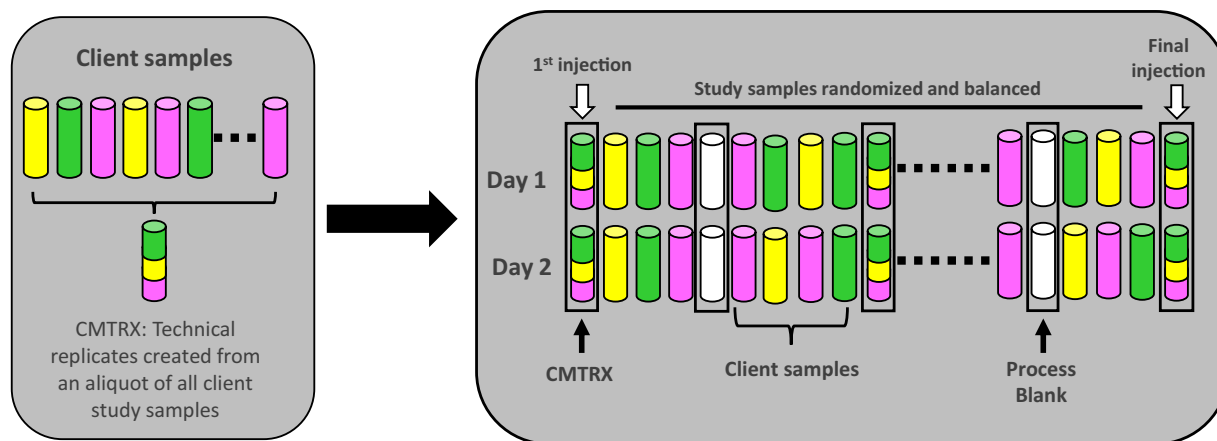 Client samples
CMTRX: Technical
replicates created from
an aliquot of all client
study samples
1st injection
Study samples randomized and balanced
Final
injection
Day 1
Day 2
CMTRX
Client samples
Process
Blank